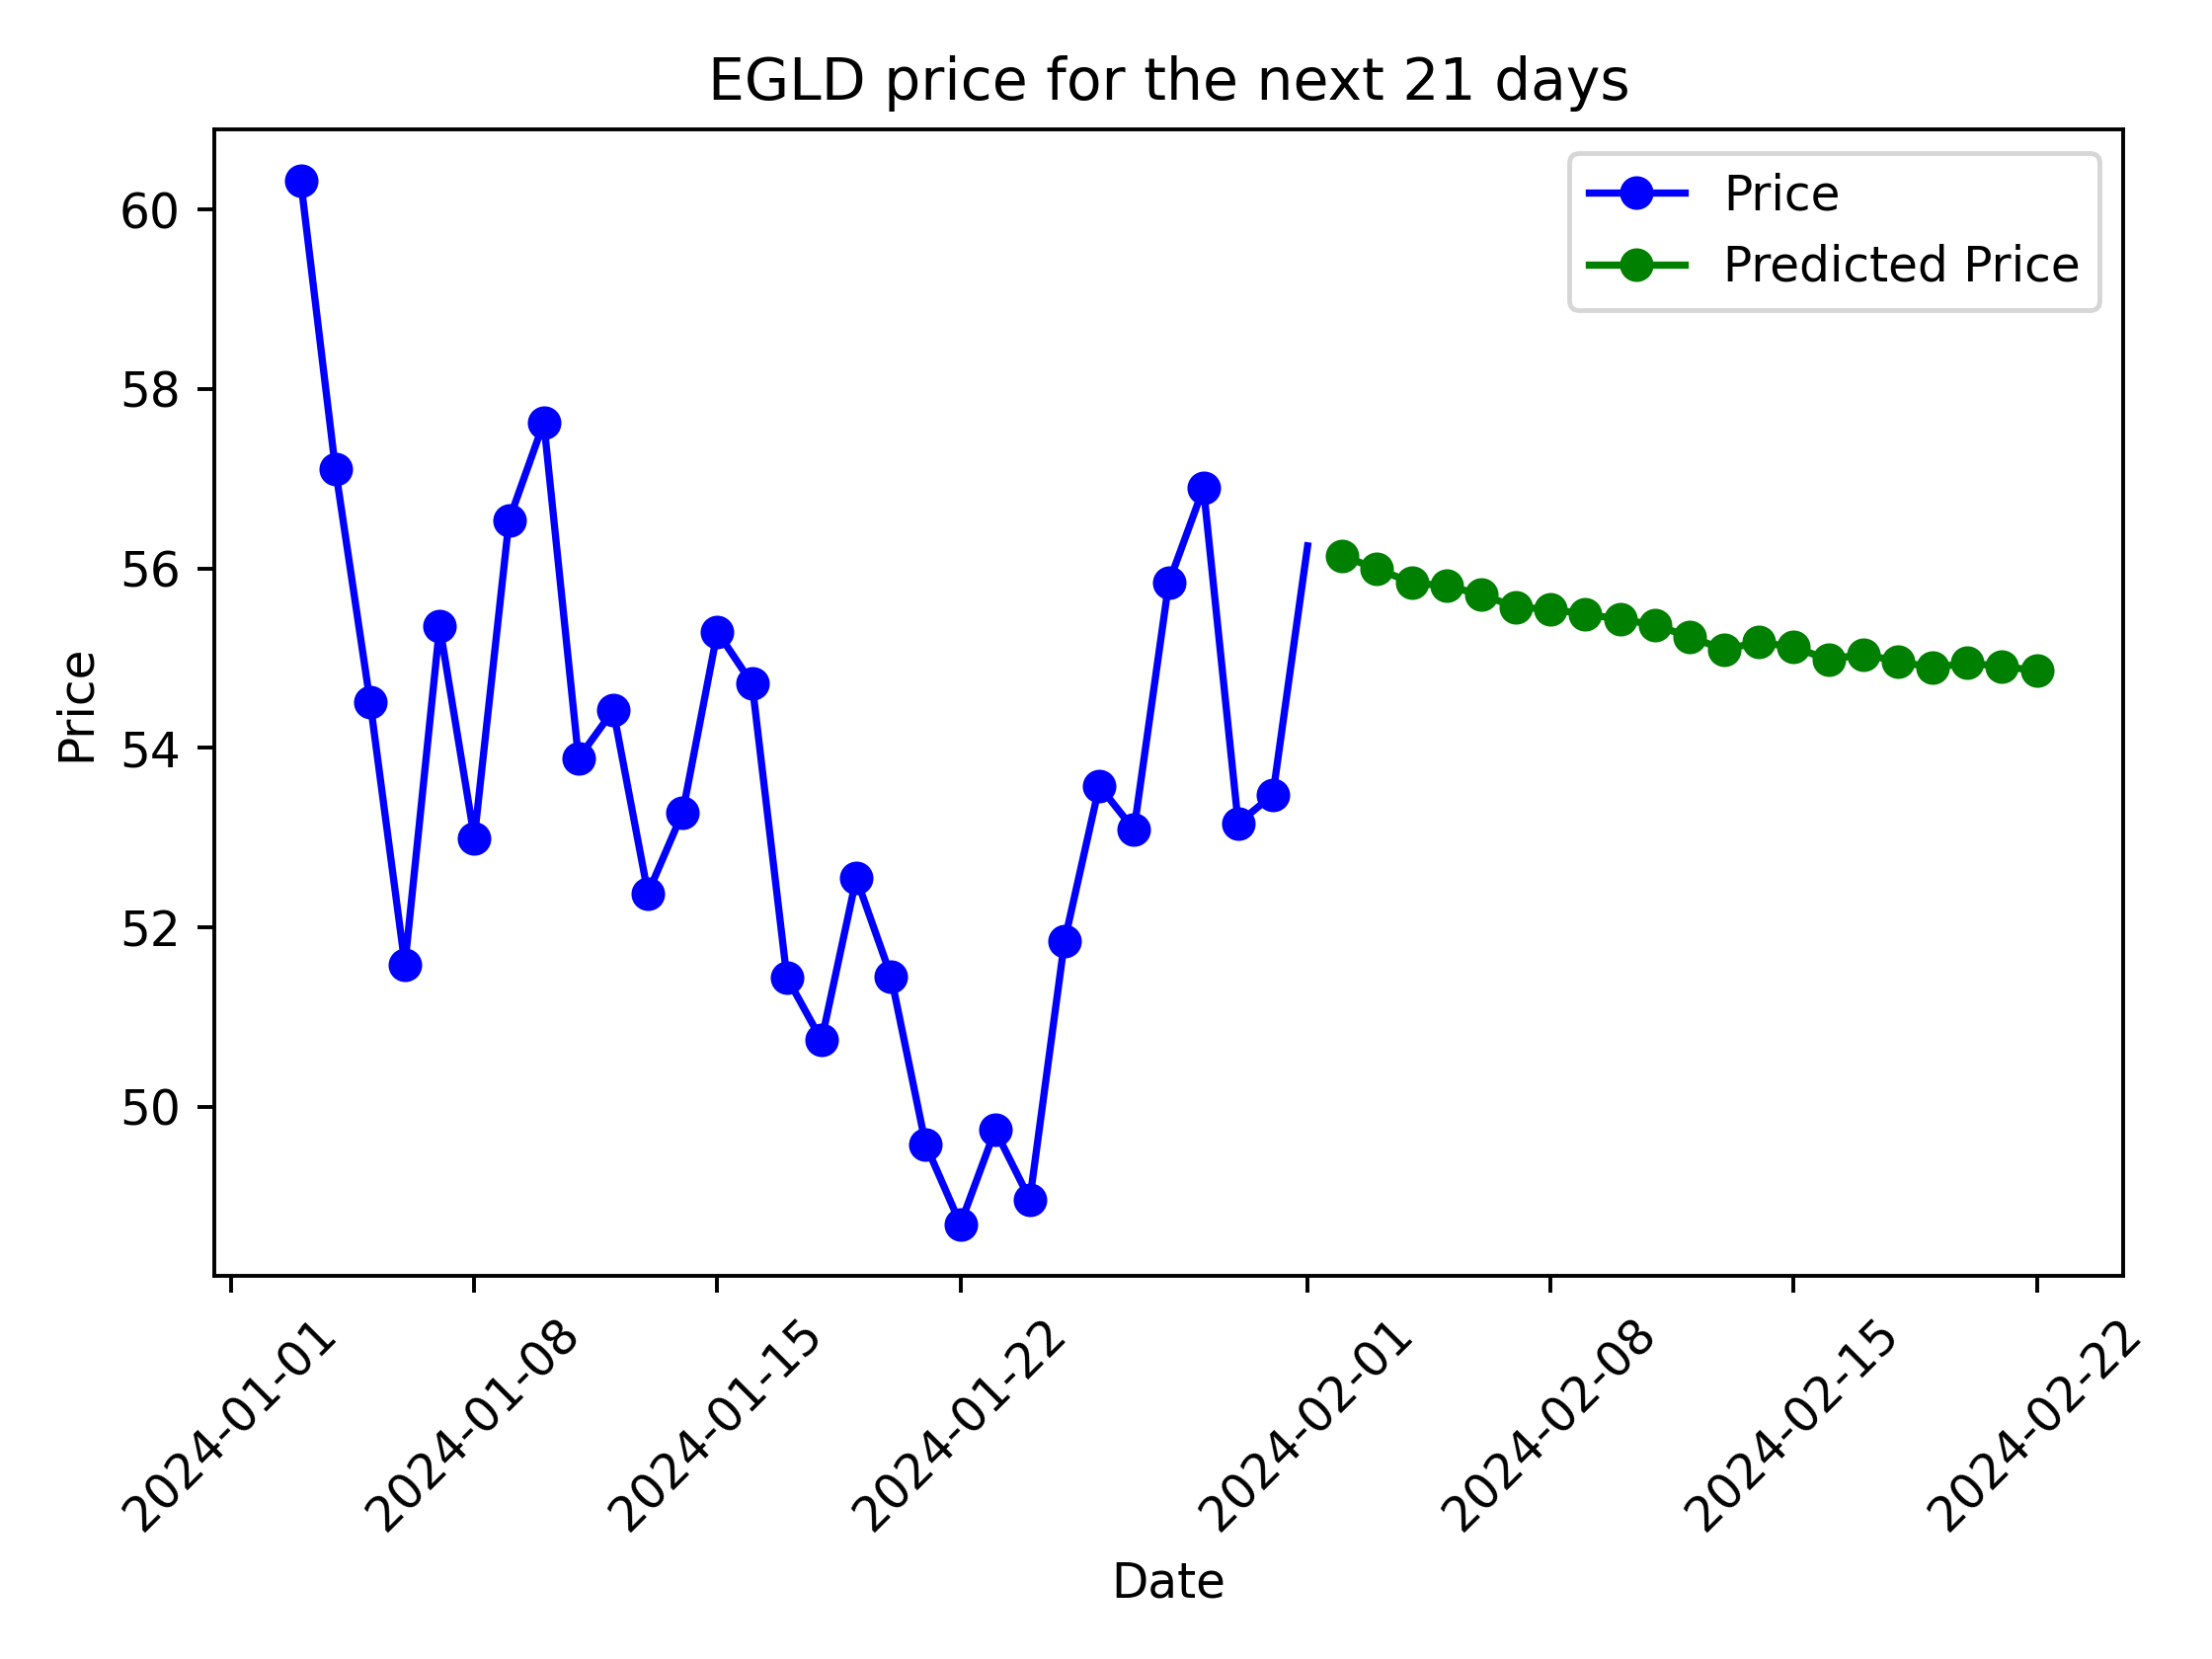 EGLD price for the next 21 days
Price
Predicted Price
60
58
56
54
52
50
Price
2024-01-01
2024-01-08
2024-01-15
2024-01-22
2024-02-01
2024-02-08
2024-02-15
2024-02-22
Date